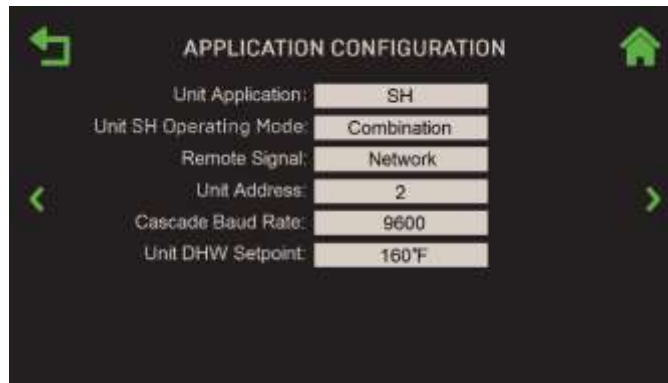 APPLICATION CONFIGURATION
Unit Application: SH
Unit SH Operating Mode: Combination
Remote Signal: Network
Unit Address: 2
Cascade Baud Rate: 9600
Unit DHW Setpoint: 160°F